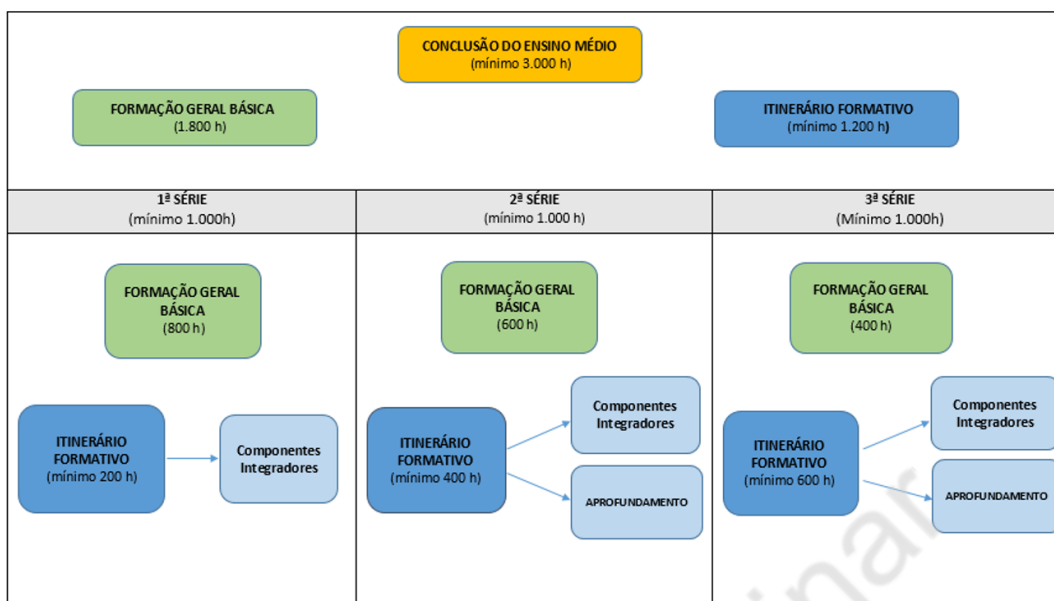 CONCLUSÃO DO ENSINO MÉDIO
(mínimo 3.000 h)
FORMAÇÃO GERAL BÁSICA
(1.800 h)
ITINERÁRIO FORMATIVO
(mínimo 1.200 h)
1ª SÉRIE
(mínimo 1.000h)
2ª SÉRIE
(mínimo 1.000 h)
3ª SÉRIE
(Mínimo 1.000h)
FORMAÇÃO GERAL
BÁSICA
(800 h)
FORMAÇÃO GERAL
BÁSICA
(600 h)
FORMAÇÃO GERAL
BÁSICA
(400 h)
ITINERÁRIO
FORMATIVO
(mínimo 200 h)
Componentes
Integradores
ITINERÁRIO
FORMATIVO
(mínimo 400 h)
Componentes
Integradores
APROFUNDAMENTO
ITINERÁRIO
FORMATIVO
(mínimo 600 h)
Componentes
Integradores
APROFUNDAMENTO